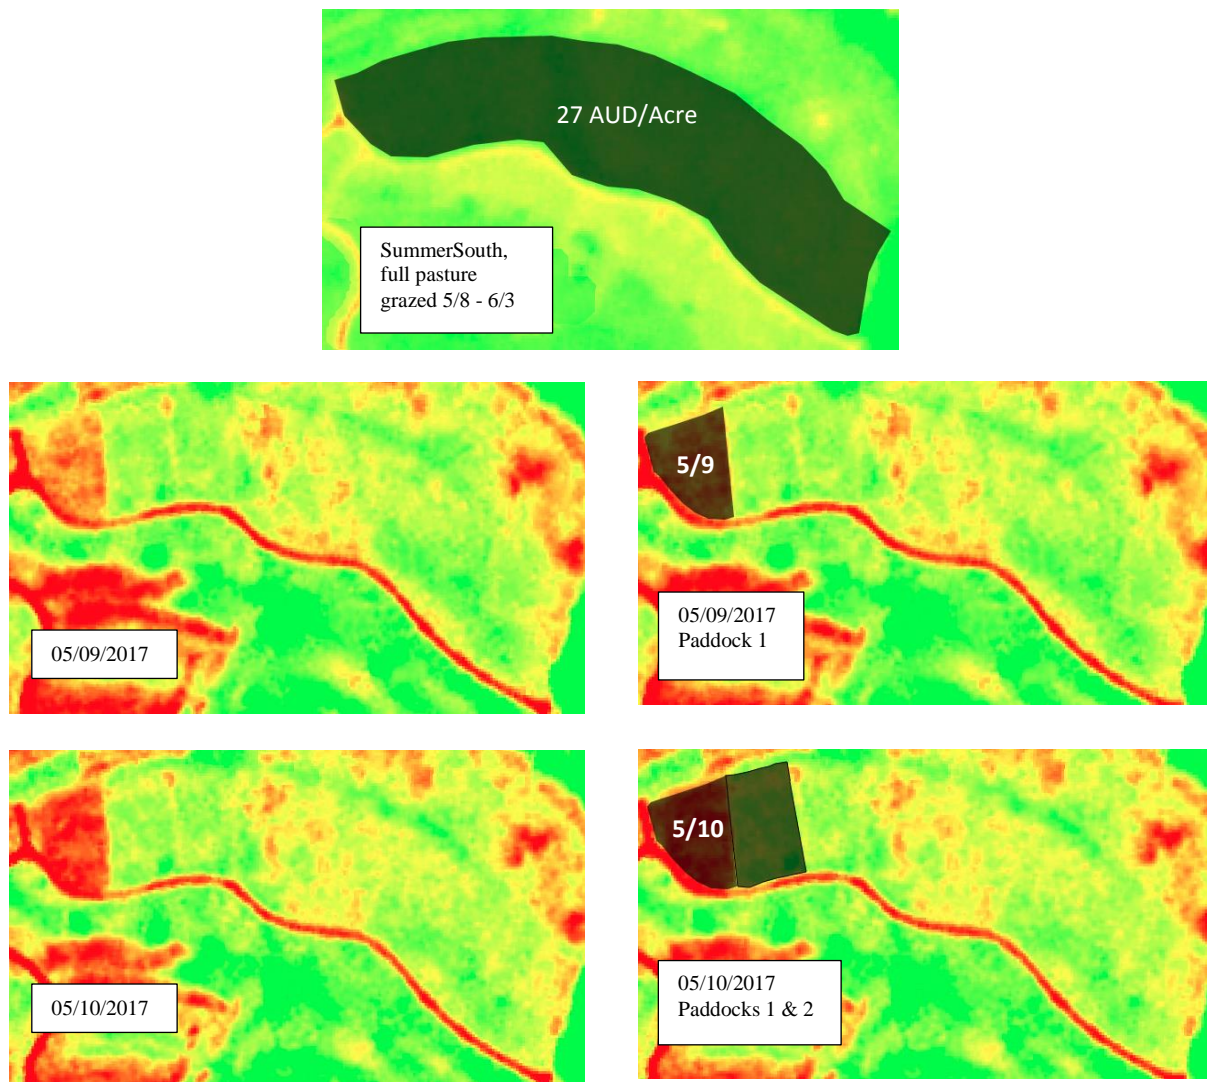 27 AUD/Acre
SummerSouth,
full pasture
grazed 5/8 - 6/3
05/09/2017
5/9
05/09/2017
Paddock 1
05/10/2017
5/10
05/10/2017
Paddocks 1 & 2